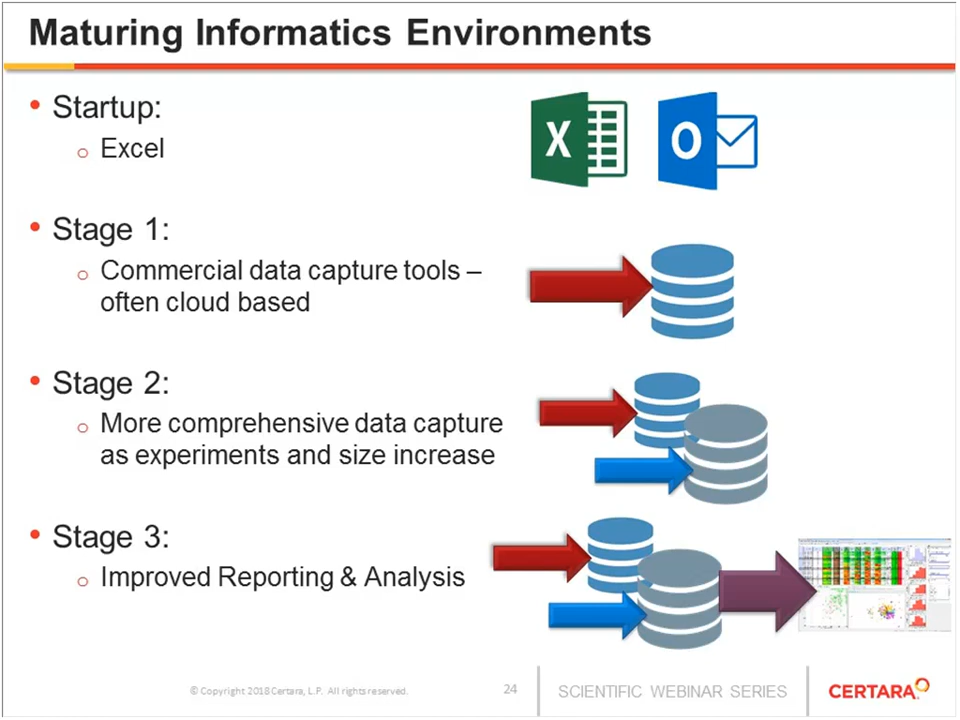 Maturing Informatics Environments
• Startup:
o Excel
X
O
• Stage 1:
o Commercial data capture tools –
often cloud based
• Stage 2:
o More comprehensive data capture
as experiments and size increase
• Stage 3:
o Improved Reporting & Analysis
© Copyright 2018 Certara, L.P. All rights reserved.
24
SCIENTIFIC WEBINAR SERIES
CERTARA